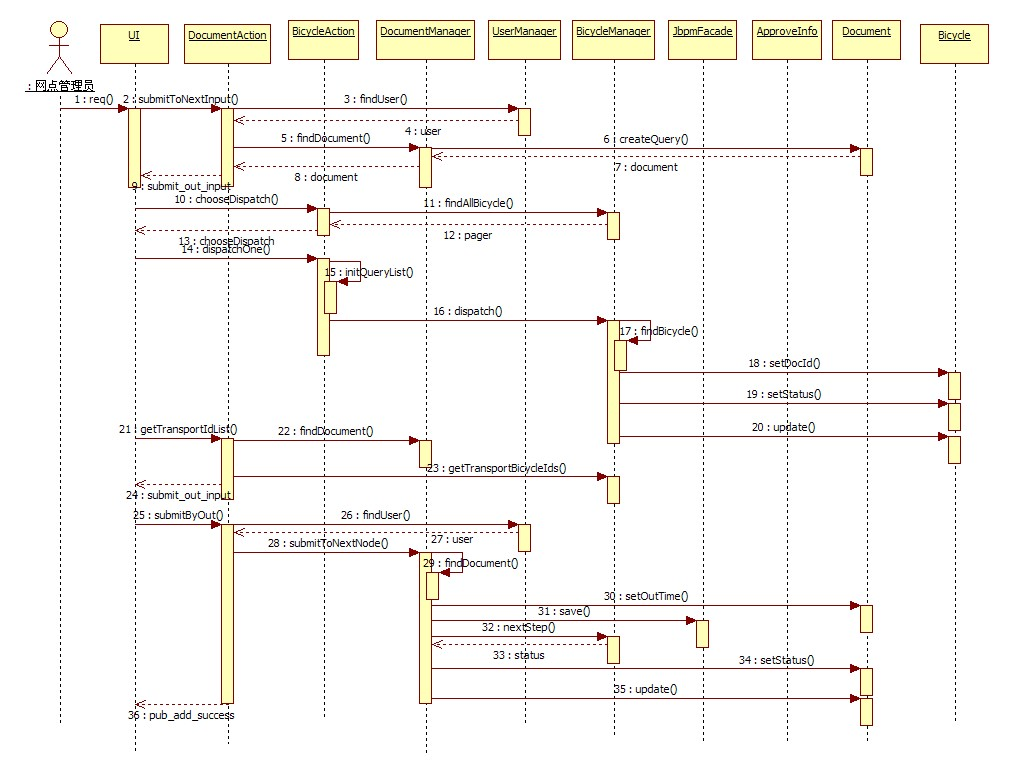 UI
DocumentAction
BicycleAction
DocumentManager
UserManager
BicycleManager
JbpmFacade
ApproveInfo
Document
Bicycle
: 网点管理员
1 : req()
2 : submitToNextInput()
3 : findUser()
4 : user
5 : findDocument()
6 : createQuery()
7 : document
8 : document
9 : submit_out_input
10 : chooseDispatch()
11 : findAllBicycle()
12 : pager
13 : chooseDispatch
14 : dispatchOne()
15 : initQueryList()
16 : dispatch()
17 : findBicycle()
18 : setDocId()
19 : setStatus()
20 : update()
21 : getTransportIdList()
22 : findDocument()
23 : getTransportBicycleIds()
24 : submit_out_input
25 : submitByOut()
26 : findUser()
27 : user
28 : submitToNextNode()
29 : findDocument()
30 : setOutTime()
31 : save()
32 : nextStep()
33 : status
34 : setStatus()
35 : update()
36 : pub_add_success